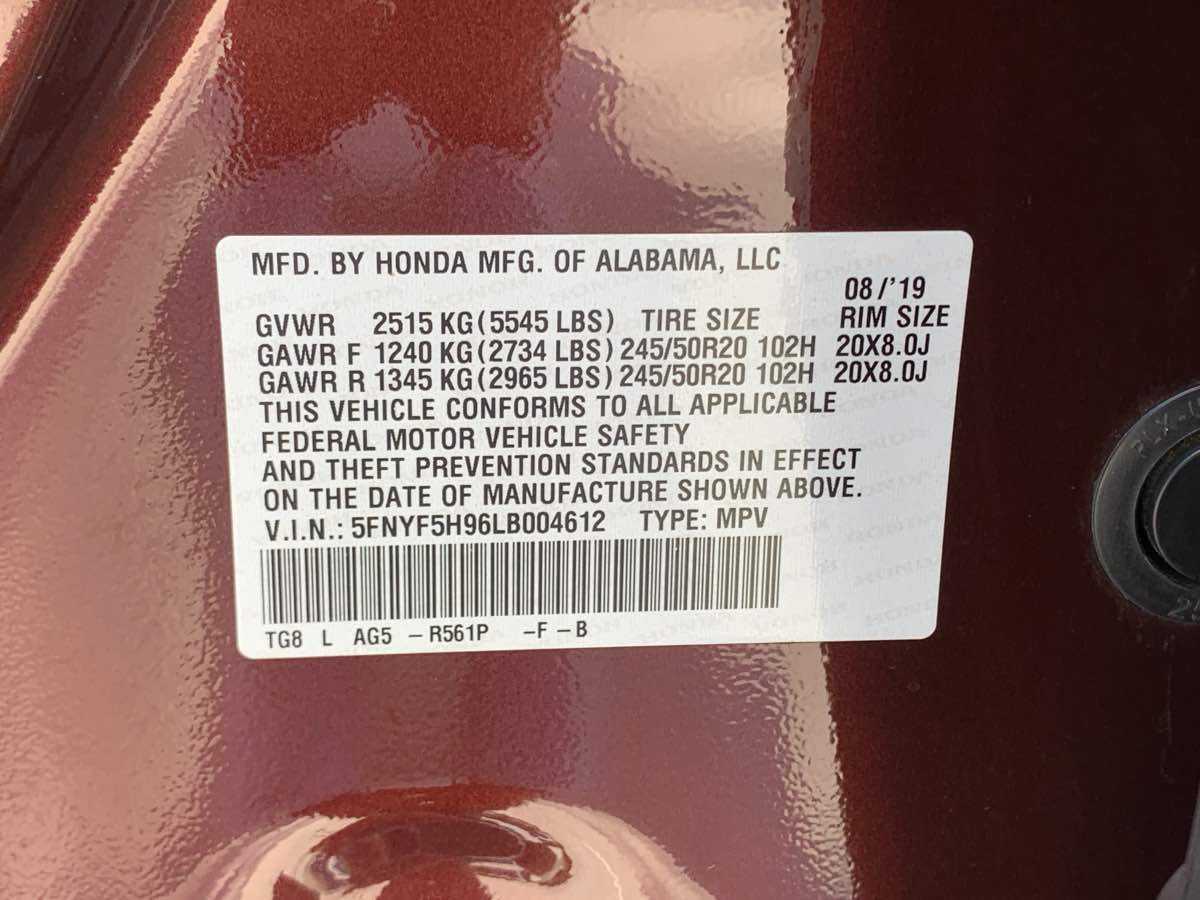 MFD. BY HONDA MFG. OF ALABAMA, LLC
08/'19
GVWR 2515 KG (5545 LBS) TIRE SIZE RIM SIZE
GAWR F 1240 KG (2734 LBS) 245/50R20 102H 20X8.0J
GAWR R 1345 KG (2965 LBS) 245/50R20 102H 20X8.0J
THIS VEHICLE CONFORMS TO ALL APPLICABLE
FEDERAL MOTOR VEHICLE SAFETY
AND THEFT PREVENTION STANDARDS IN EFFECT
ON THE DATE OF MANUFACTURE SHOWN ABOVE.
V.I.N.: 5FNYF5H96LB004612 TYPE: MPV
TG8 L AG5 -R561P -F -B